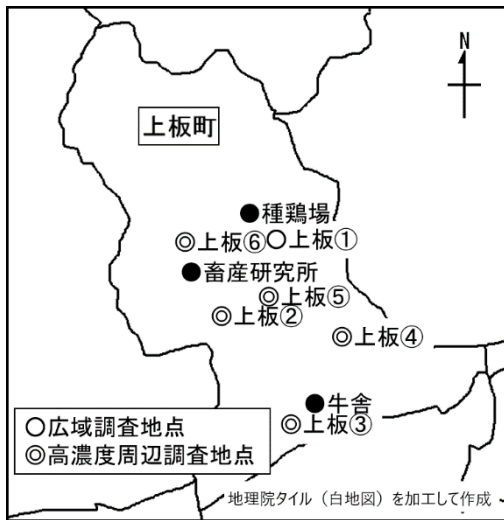 N
上板町
●種鶏場
◎上板⑥
○上板①
●畜産研究所
◎上板⑤
◎上板②
◎上板④
●牛舎
◎上板③
○広域調査地点
◎高濃度周辺調査地点
地理院タイル（白地図）を加工して作成